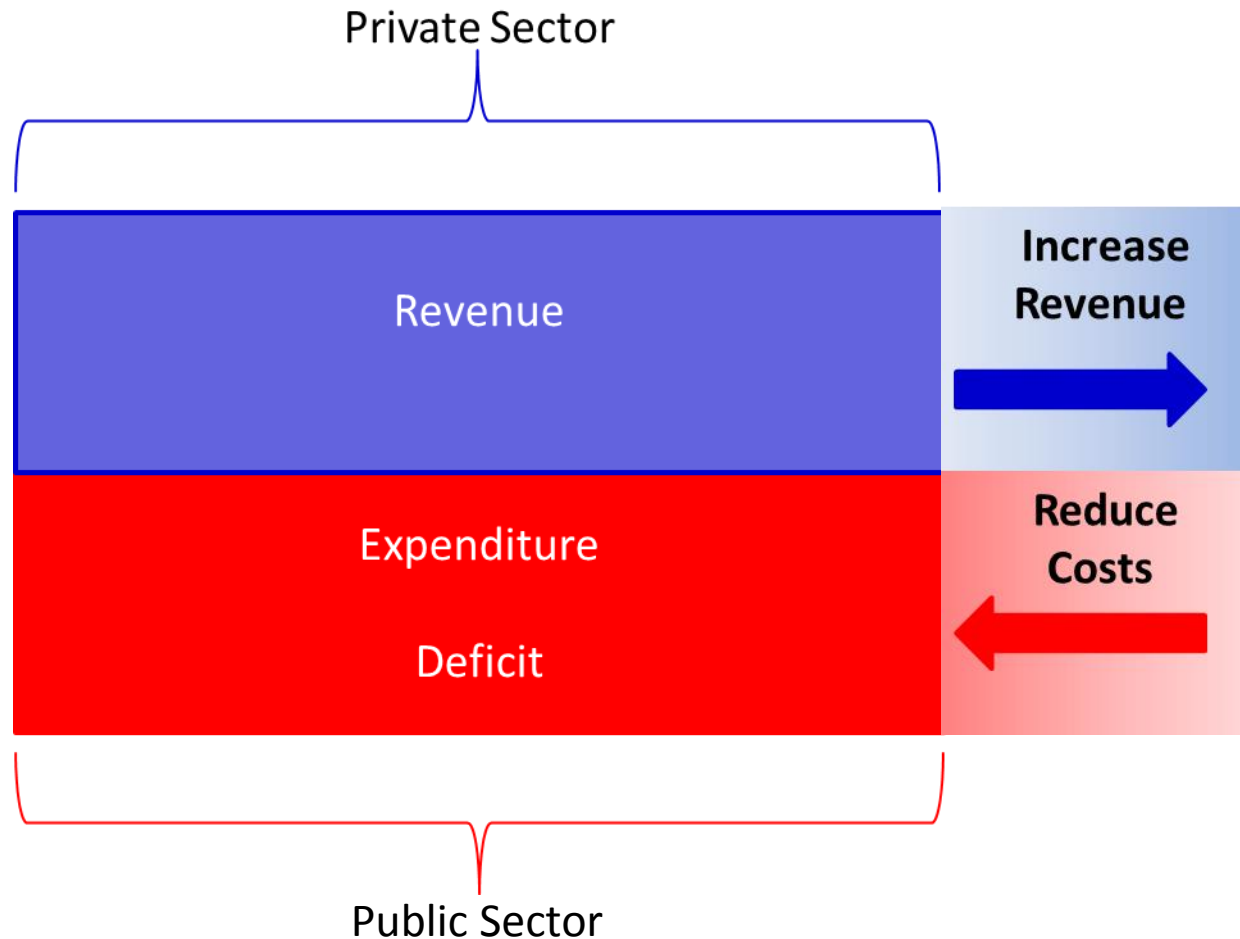 Private Sector
Revenue
Increase
Revenue
Expenditure
Deficit
Reduce
Costs
Public Sector